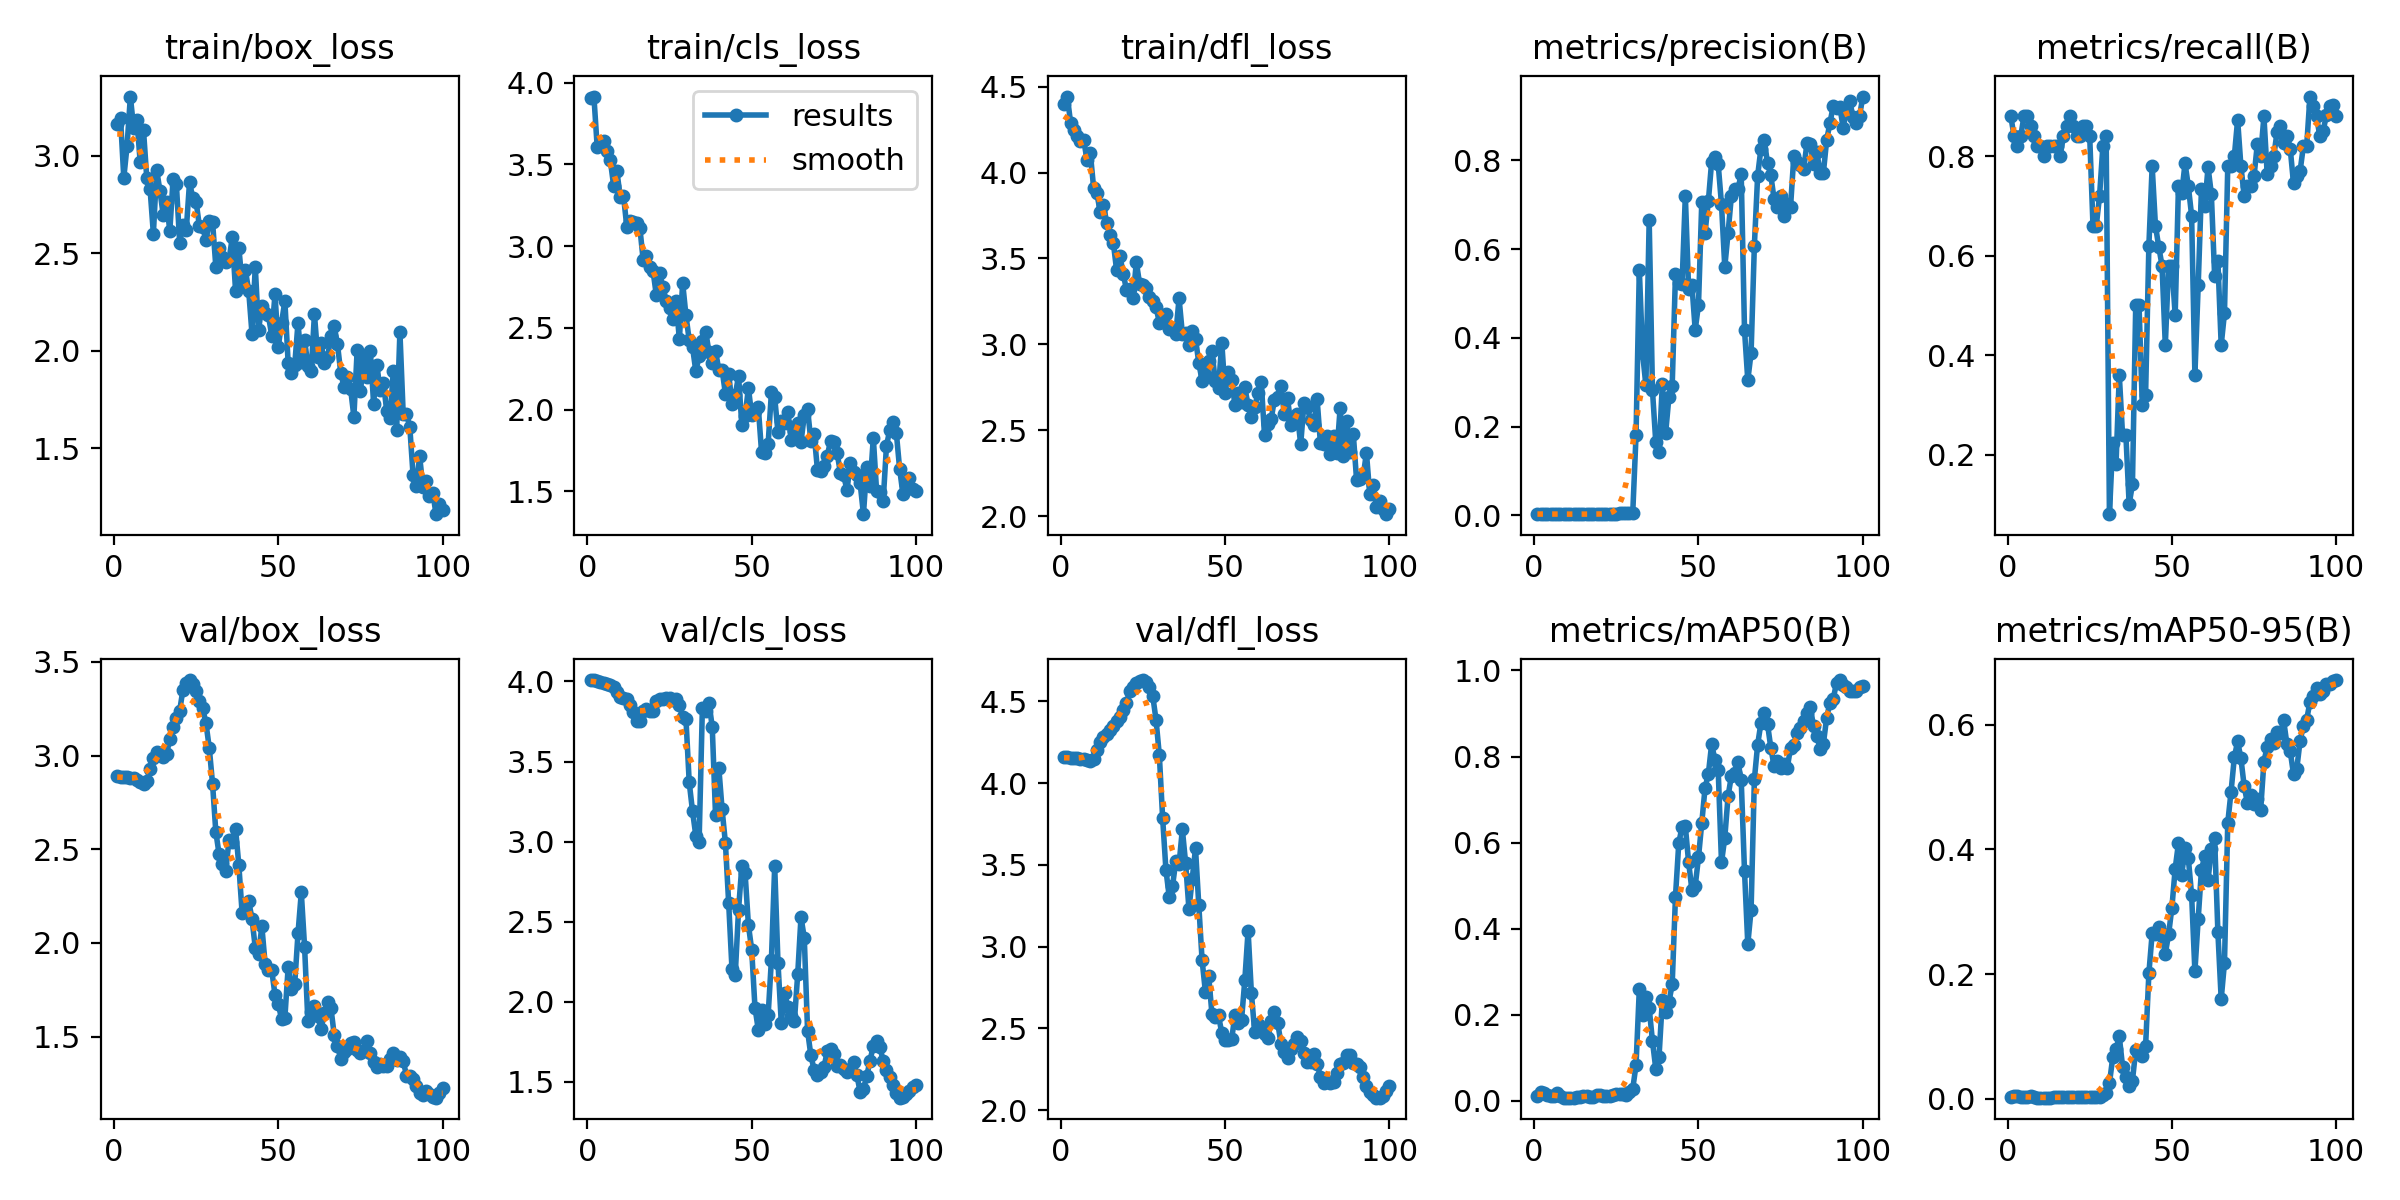 train/box_loss
3.0
2.5
2.0
1.5
0 50 100
train/cls_loss
4.0
3.5
3.0
2.5
2.0
1.5
0 50 100
results
smooth
train/dfl_loss
4.5
4.0
3.5
3.0
2.5
2.0
0 50 100
metrics/precision(B)
0.8
0.6
0.4
0.2
0.0
0 50 100
metrics/recall(B)
0.8
0.6
0.4
0.2
0 50 100
val/box_loss
3.5
3.0
2.5
2.0
1.5
0 50 100
val/cls_loss
4.0
3.5
3.0
2.5
2.0
1.5
0 50 100
val/dfl_loss
4.5
4.0
3.5
3.0
2.5
2.0
0 50 100
metrics/mAP50(B)
1.0
0.8
0.6
0.4
0.2
0.0
0 50 100
metrics/mAP50-95(B)
0.6
0.4
0.2
0.0
0 50 100